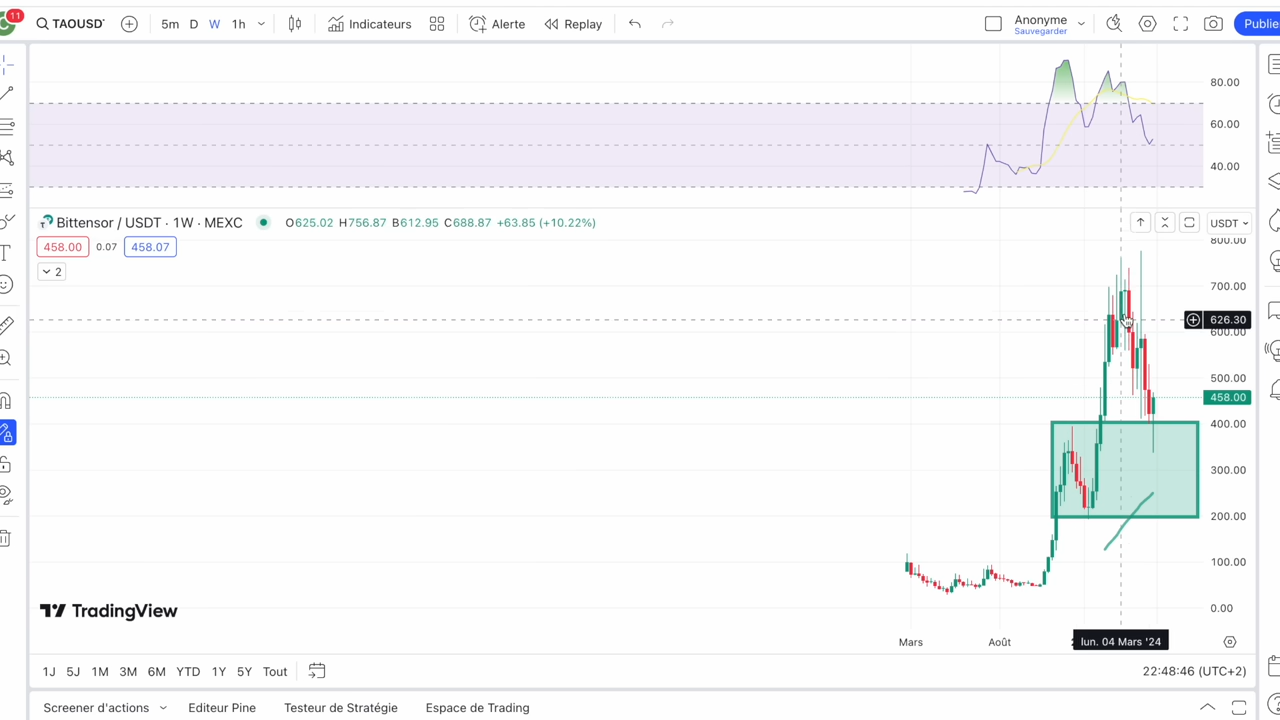 11
TAOUSD
5m D W 1h Indicateurs Alerte Replay Anonyme Publie
Sauvegarder
80.00
60.00
40.00
Bittensor / USDT · 1W · MEXC O625.02 H756.87 B612.95 C688.87 +63.85 (+10.22%) USDT
458.00 0.07 458.07
800.00
2
700.00
626.30
600.00
500.00
458.00
400.00
300.00
200.00
100.00
0.00
TradingView
Mars Août lun. 04 Mars '24
1J 5J 1M 3M 6M YTD 1Y 5Y Tout 22:48:46 (UTC+2)
Screener d'actions Editeur Pine Testeur de Stratégie Espace de Trading